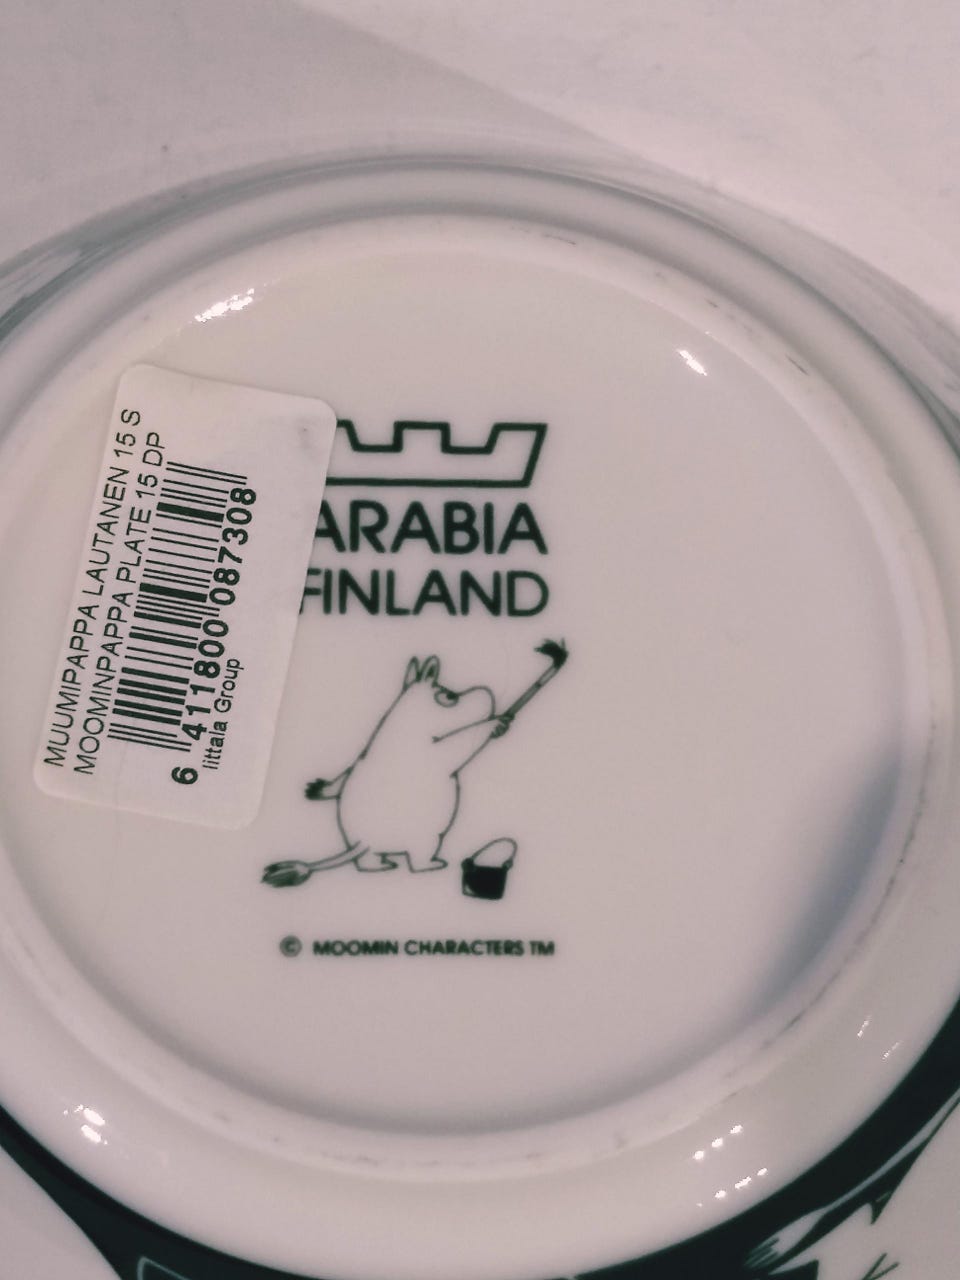 MUUMIPAPPA LAUTANEN 15 S
MOOMINPAPPA PLATE 15 DP
6 411800 087308
Iittala Group
ARABIA
FINLAND
© MOOMIN CHARACTERS TM